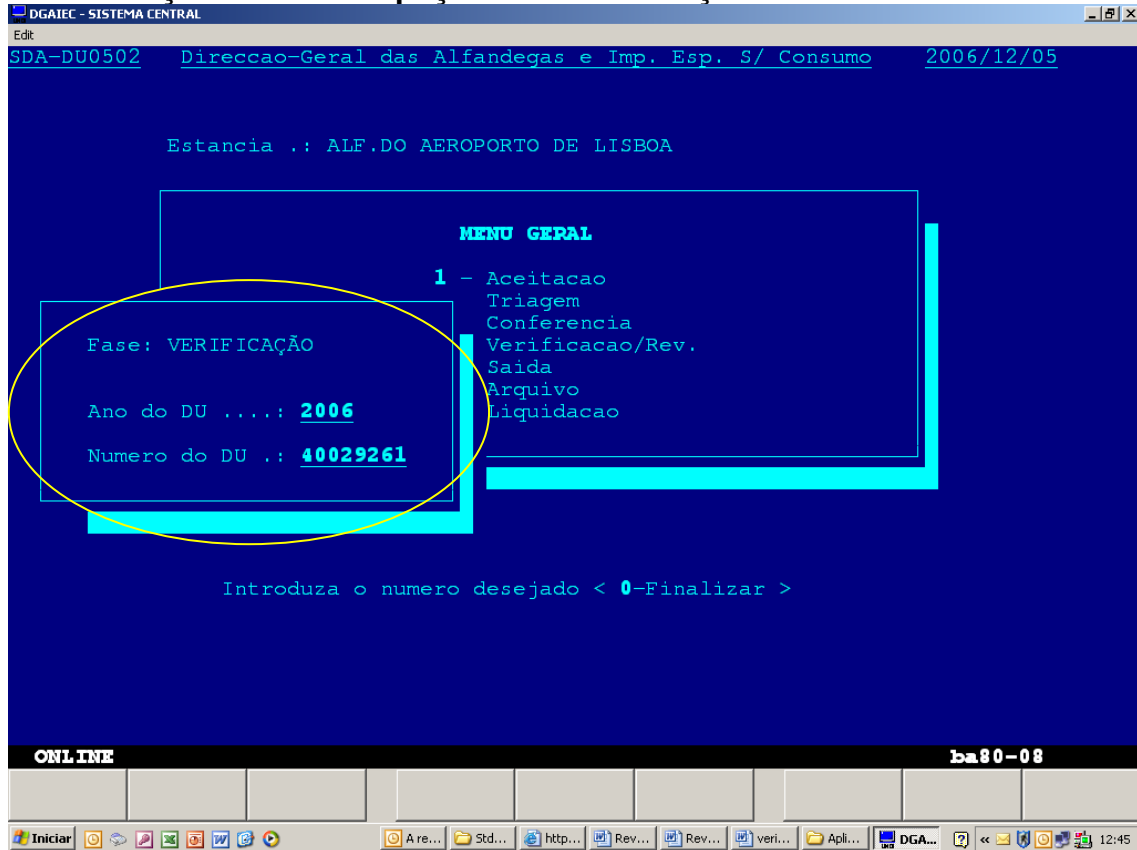 DGAIEC - SISTEMA CENTRAL
Edit
SDA-DU0502 Direccao-Geral das Alfandegas e Imp. Esp. S/ Consumo 2006/12/05
Estancia .: ALF.DO AEROPORTO DE LISBOA
MENU GERAL
1 - Aceitacao
Triagem
Conferencia
Verificacao/Rev.
Saida
Arquivo
Liquidacao
Fase: VERIFICAÇÃO
Ano do DU ....: 2006
Numero do DU .: 40029261
Introduza o numero desejado < 0-Finalizar >
ONLINE ba80-08
Iniciar A re... Std... http... Rev... Rev... veri... Apli... DGA... 12:45